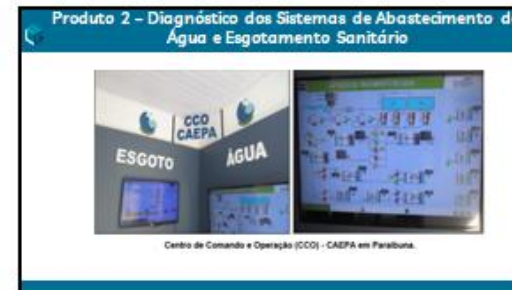 Produto 2 – Diagnóstico dos Sistemas de Abastecimento d
Água e Esgotamento Sanitário
CCO
CAEPA
ESGOTO
ÁGUA
Centro de Comando e Operação (CCO) - CAEPA em Paraibuna.